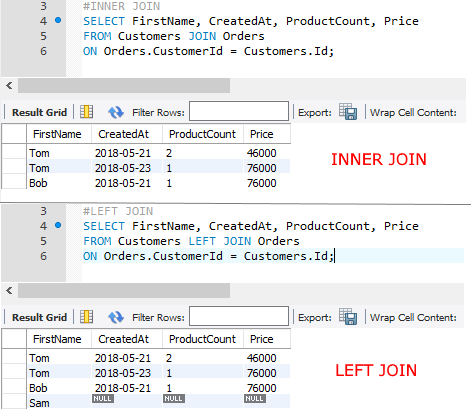 3 #INNER JOIN
4 SELECT FirstName, CreatedAt, ProductCount, Price
5 FROM Customers JOIN Orders
6 ON Orders.CustomerId = Customers.Id;
Result Grid Filter Rows: Export: Wrap Cell Content:
FirstName CreatedAt ProductCount Price
Tom 2018-05-21 2 46000
Tom 2018-05-23 1 76000
Bob 2018-05-21 1 76000
INNER JOIN
3 #LEFT JOIN
4 SELECT FirstName, CreatedAt, ProductCount, Price
5 FROM Customers LEFT JOIN Orders
6 ON Orders.CustomerId = Customers.Id;
Result Grid Filter Rows: Export: Wrap Cell Content:
FirstName CreatedAt ProductCount Price
Tom 2018-05-21 2 46000
Tom 2018-05-23 1 76000
Bob 2018-05-21 1 76000
Sam NULL NULL NULL
LEFT JOIN